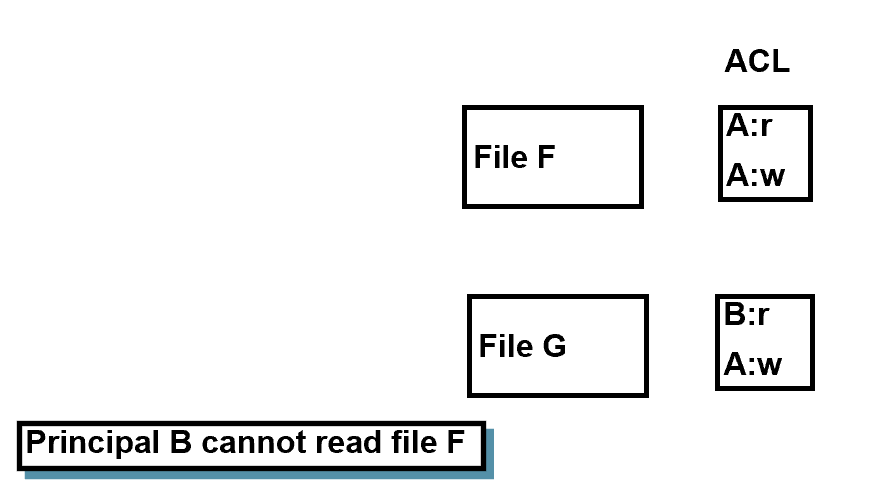 ACL
File F
A:r
A:w
File G
B:r
A:w
Principal B cannot read file F